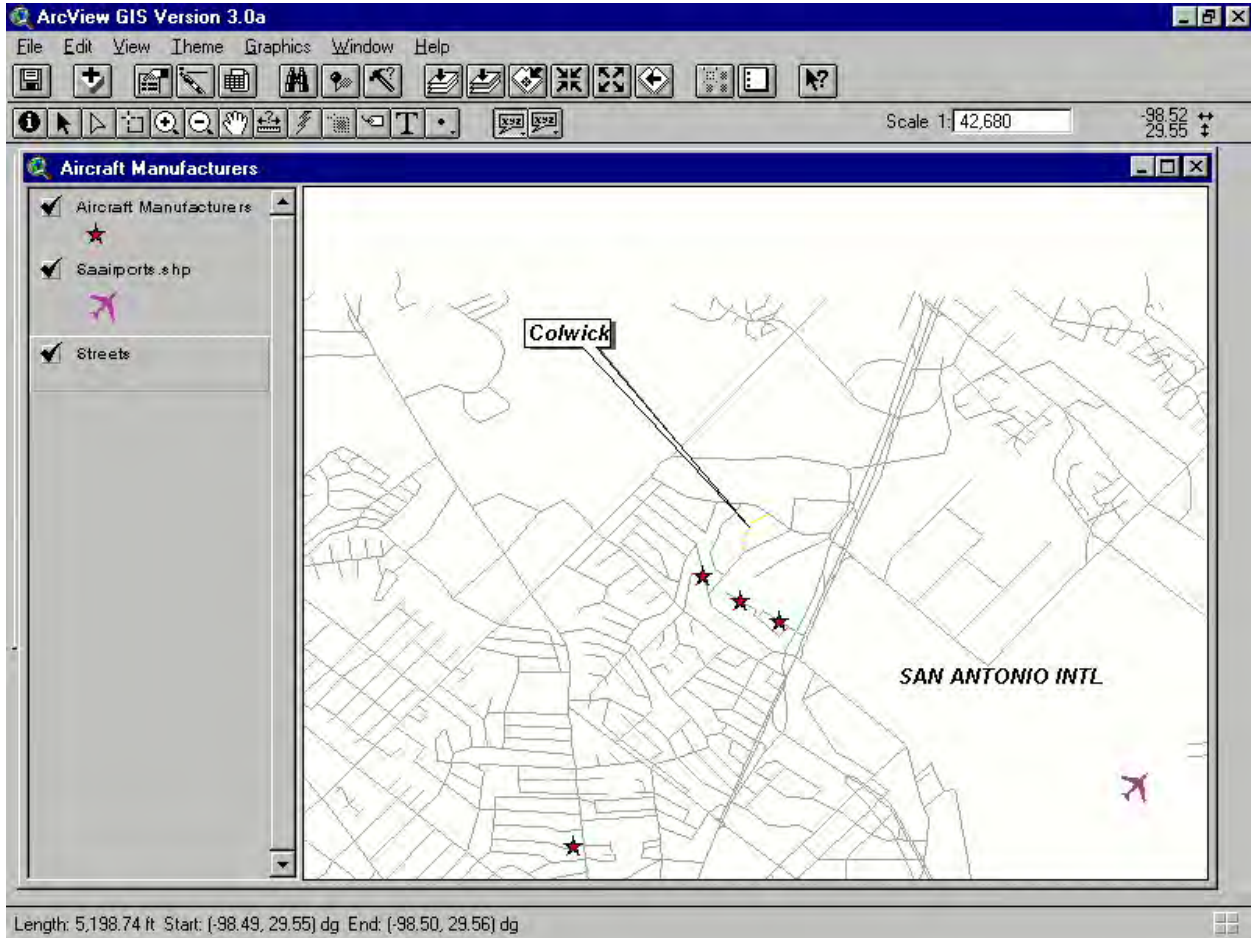 ArcView GIS Version 3.0a
File Edit View Theme Graphics Window Help
Scale 1: 42,680
-98.52
29.55
Aircraft Manufacturers
Aircraft Manufacturers
Saairports.shp
Streets
Colwick
SAN ANTONIO INTL
Length: 5,198.74 ft Start: (-98.49, 29.55) dg End: (-98.50, 29.56) dg